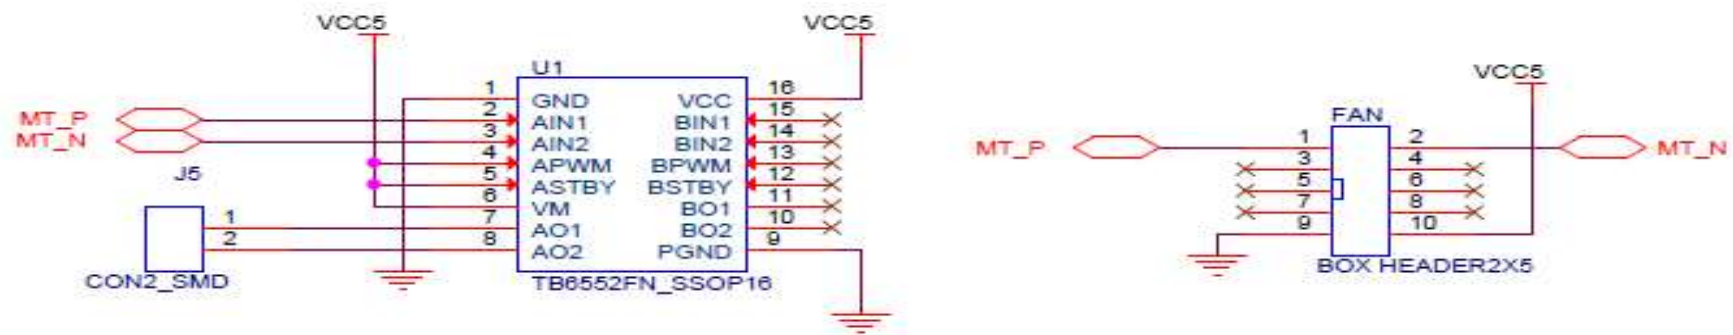 VCC5
VCC5
U1
1 GND VCC 16
MT_P 2 AIN1 BIN1 15
MT_N 3 AIN2 BIN2 14
4 APWM BPWM 13
J5 5 ASTBY BSTBY 12
6 VM BO1 11
1 7 AO1 BO2 10
2 8 AO2 PGND 9
CON2_SMD
TB6552FN_SSOP16
VCC5
FAN
MT_P 1 2 MT_N
3 4
5 6
7 8
9 10
BOX HEADER2X5